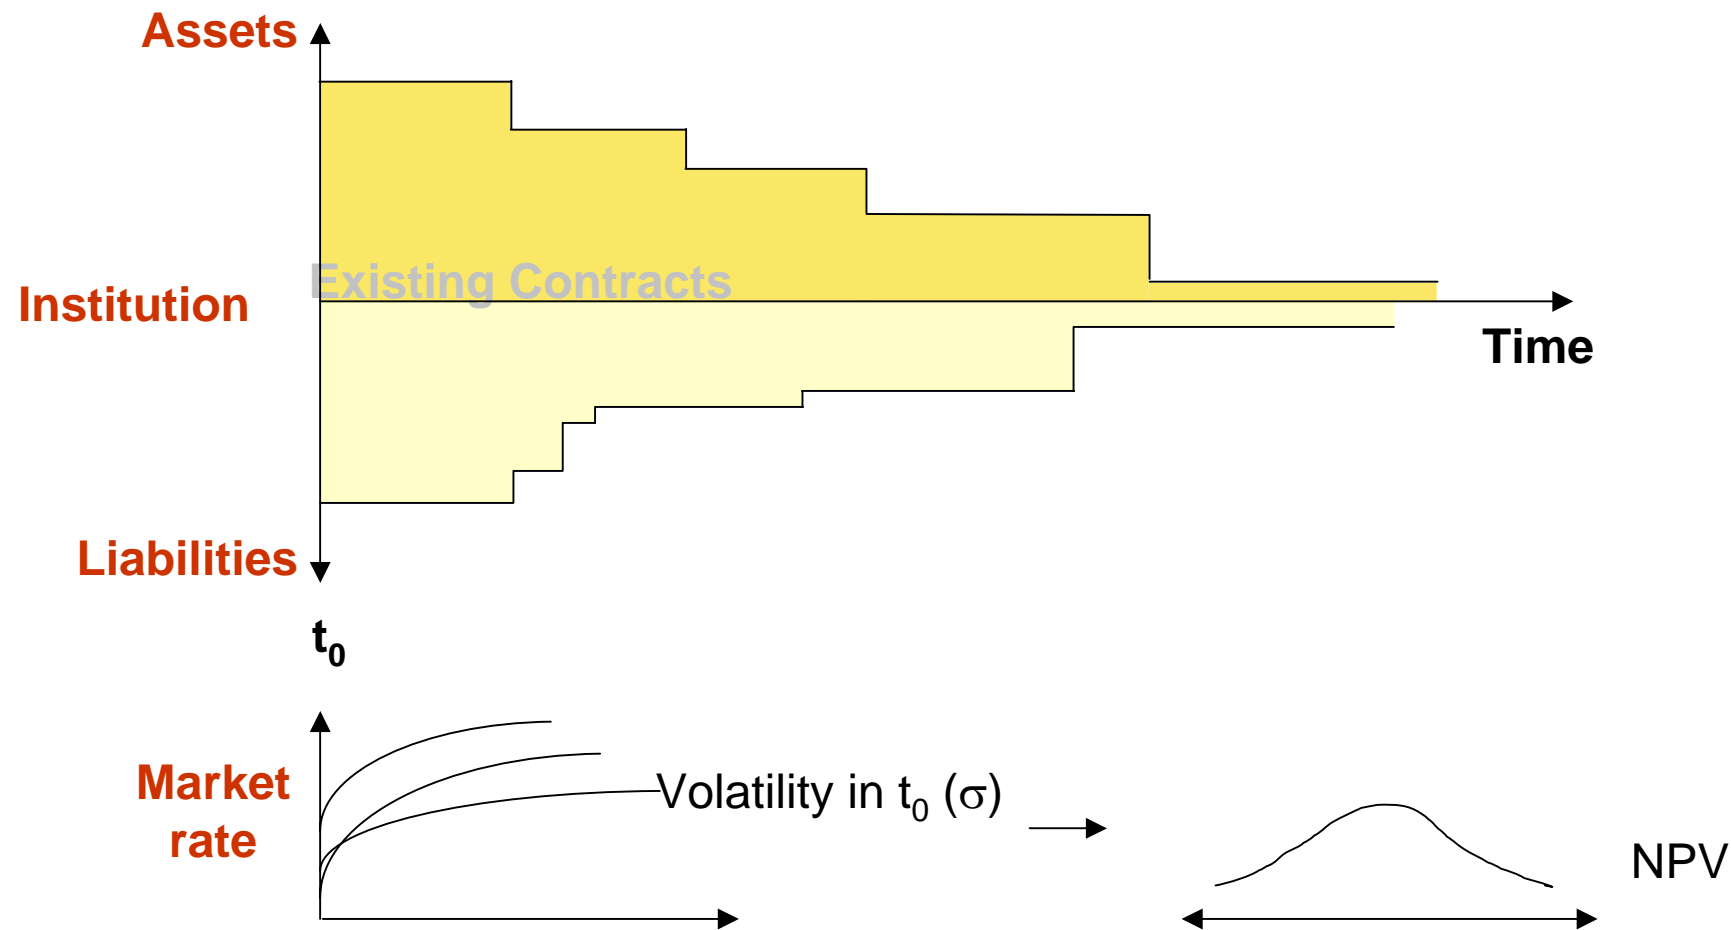 Assets
Existing Contracts
Institution
Time
Liabilities
t₀
Market
rate
Volatility in t₀ (σ)
NPV